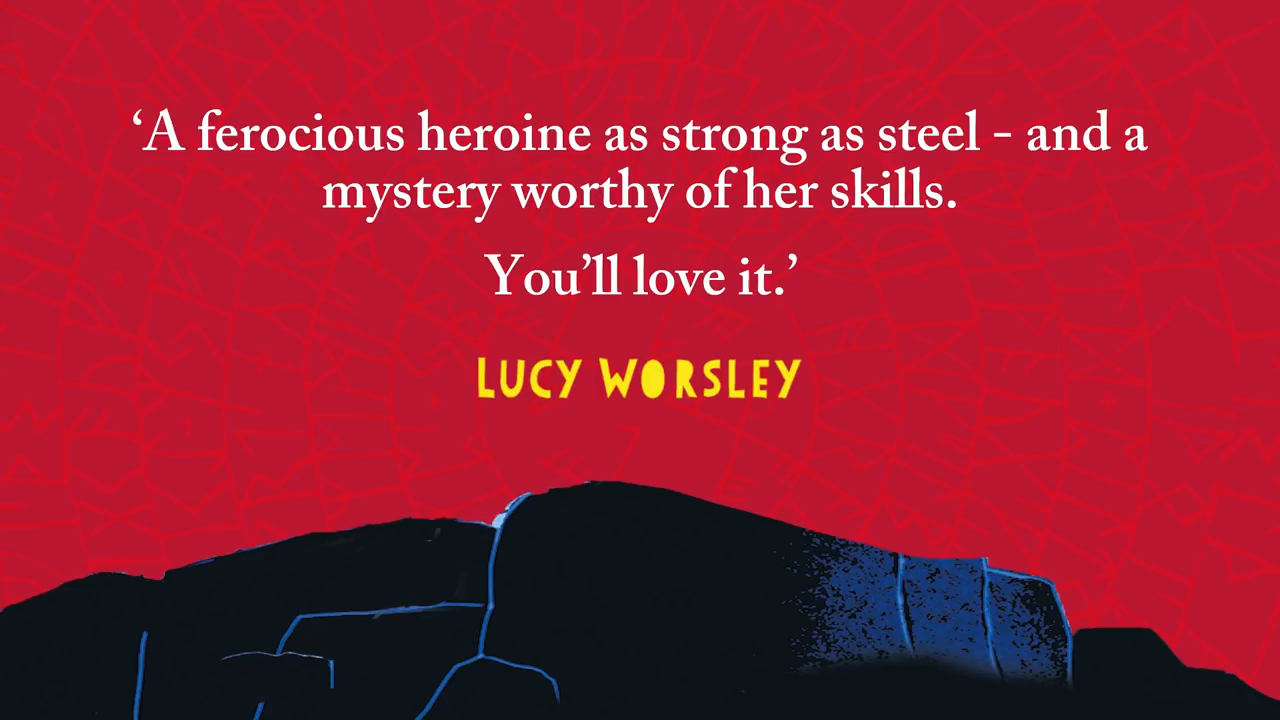 ‘A ferocious heroine as strong as steel - and a
mystery worthy of her skills.
You’ll love it.’
LUCY WORSLEY